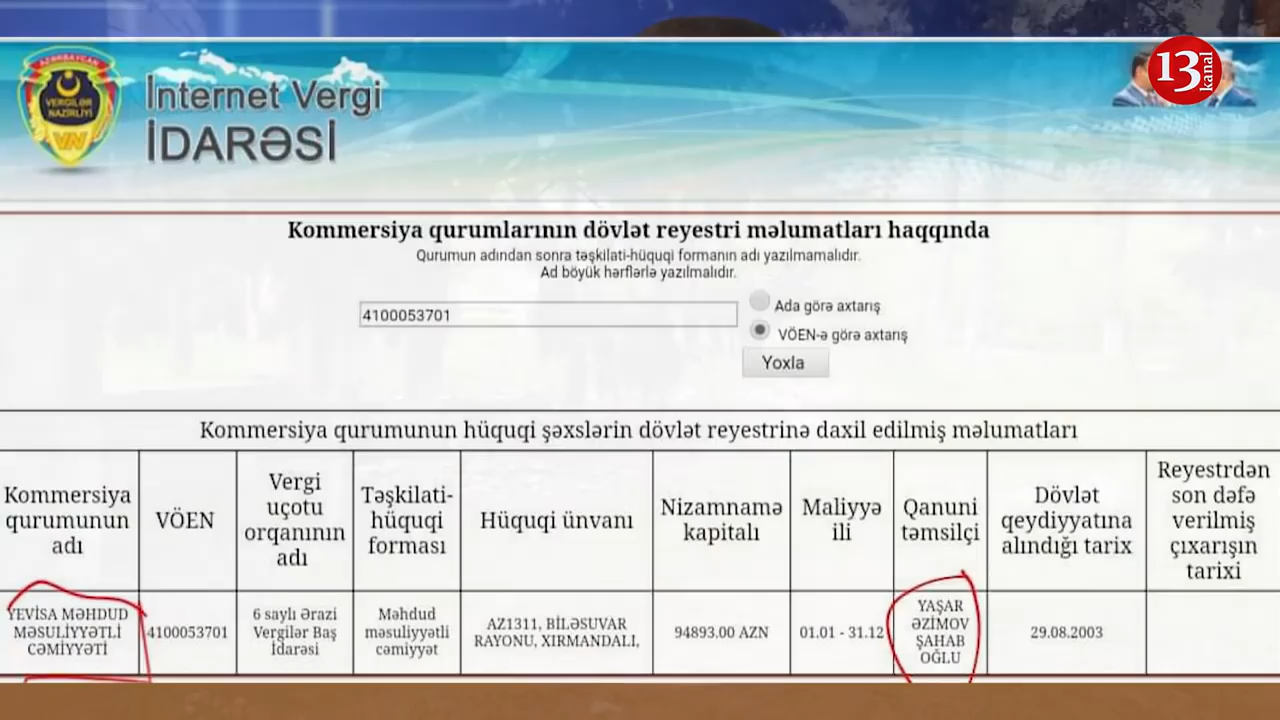 AZƏRBAYCAN
VERGİLƏR
NAZİRLİYİ
VN
İnternet Vergi
İDARƏSİ
13
kanal
Kommersiya qurumlarının dövlət reyestri məlumatları haqqında
Qurumun adından sonra təşkilati-hüquqi formanın adı yazılmamalıdır.
Ad böyük hərflərlə yazılmalıdır.
4100053701
Ada görə axtarış
VÖEN-ə görə axtarış
Yoxla
Kommersiya qurumunun hüquqi şəxslərin dövlət reyestrinə daxil edilmiş məlumatları
Kommersiya
qurumunun
adı
VÖEN
Vergi
uçotu
orqanının
adı
Təşkilati-
hüquqi
forması
Hüquqi ünvanı
Nizamnamə
kapitalı
Maliyyə
ili
Qanuni
təmsilçi
Dövlət
qeydiyyatına
alındığı tarix
Reyestrdən
son dəfə
verilmiş
çıxarışın
tarixi
YEVİSA MƏHDUD
MƏSULİYYƏTLİ
CƏMİYYƏTİ
4100053701
6 saylı Ərazi
Vergilər Baş
İdarəsi
Məhdud
məsuliyyətli
cəmiyyət
AZ1311, BİLƏSUVAR
RAYONU, XIRMANDALI,
94893.00 AZN
01.01 - 31.12
YAŞAR
ƏZİMOV
ŞAHAB
OĞLU
29.08.2003